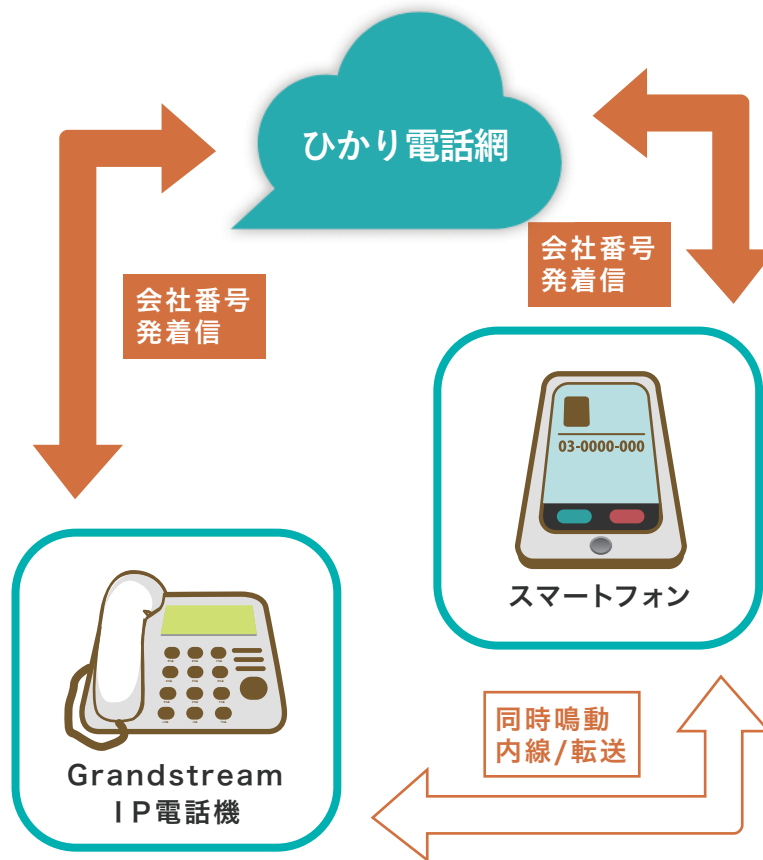 ひかり電話網
会社番号
発着信
会社番号
発着信
03-0000-000
スマートフォン
同時鳴動
内線/転送
Grandstream
IP電話機